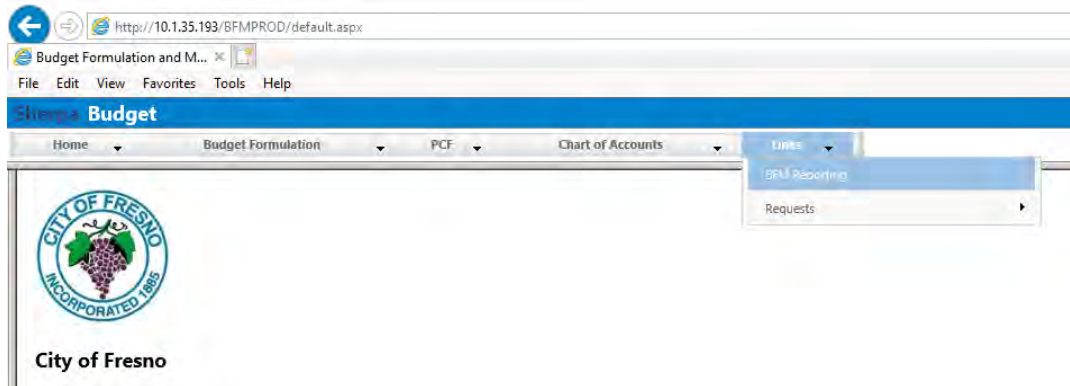 http://10.1.35.193/BFMPROD/default.aspx
Budget Formulation and M...
File Edit View Favorites Tools Help
Sherpa Budget
Home Budget Formulation PCF Chart of Accounts Links
BFM Reporting
Requests
CITY OF FRESNO
INCORPORATED 1885
City of Fresno